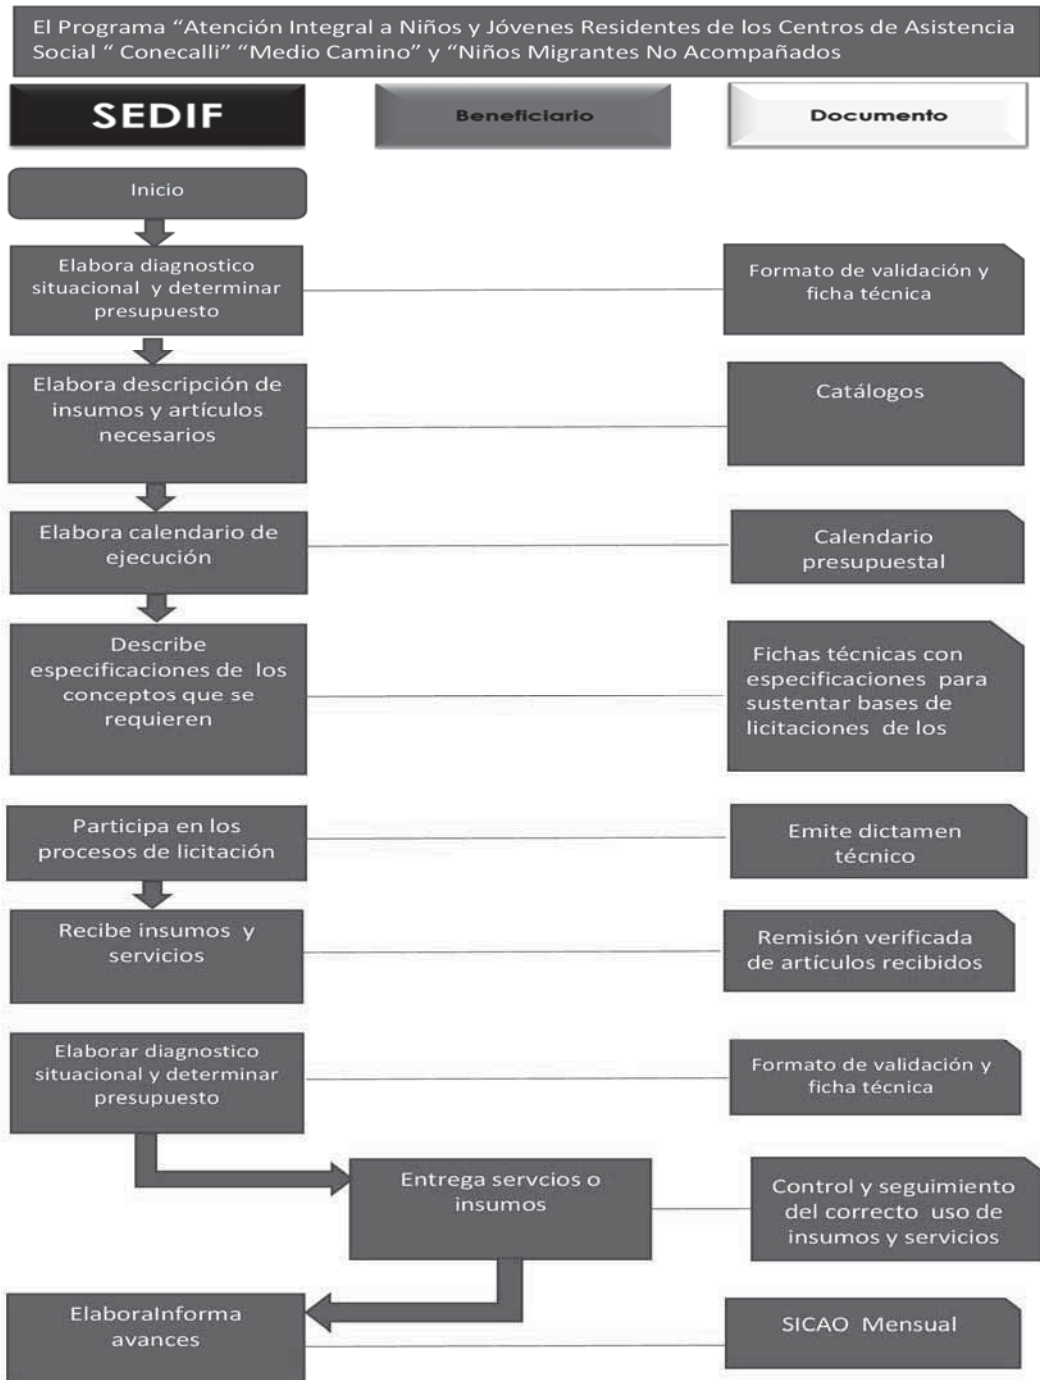 El Programa “Atención Integral a Niños y Jóvenes Residentes de los Centros de Asistencia
Social “ Conecalli” “Medio Camino” y “Niños Migrantes No Acompañados
SEDIF
Beneficiario
Documento
Inicio
Elabora diagnostico
situacional y determinar
presupuesto
Formato de validación y
ficha técnica
Elabora descripción de
insumos y artículos
necesarios
Catálogos
Elabora calendario de
ejecución
Calendario
presupuestal
Describe
especificaciones de los
conceptos que se
requieren
Fichas técnicas con
especificaciones para
sustentar bases de
licitaciones de los
Participa en los
procesos de licitación
Emite dictamen
técnico
Recibe insumos y
servicios
Remisión verificada
de artículos recibidos
Elaborar diagnostico
situacional y determinar
presupuesto
Formato de validación y
ficha técnica
Entrega servcios o
insumos
Control y seguimiento
del correcto uso de
insumos y servicios
ElaboraInforma
avances
SICAO Mensual